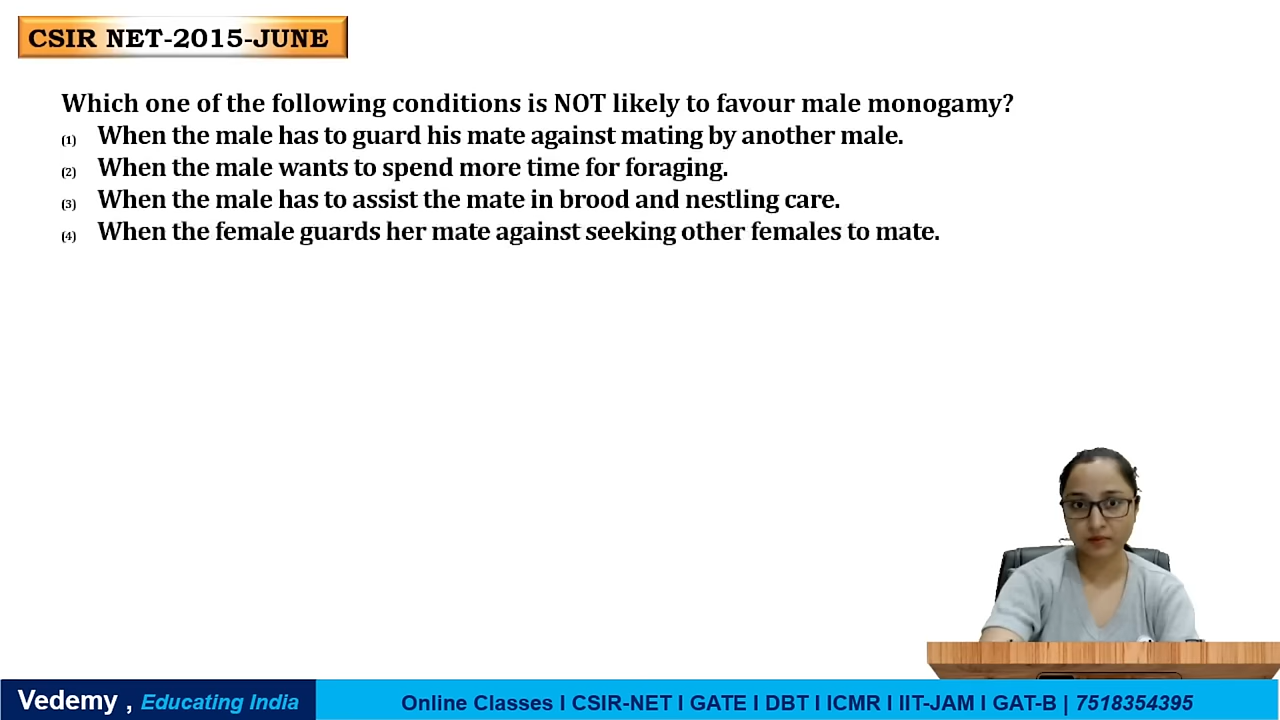 CSIR NET-2015-JUNE
Which one of the following conditions is NOT likely to favour male monogamy?
(1) When the male has to guard his mate against mating by another male.
(2) When the male wants to spend more time for foraging.
(3) When the male has to assist the mate in brood and nestling care.
(4) When the female guards her mate against seeking other females to mate.
Vedemy , Educating India
Online Classes I CSIR-NET I GATE I DBT I ICMR I IIT-JAM I GAT-B | 7518354395